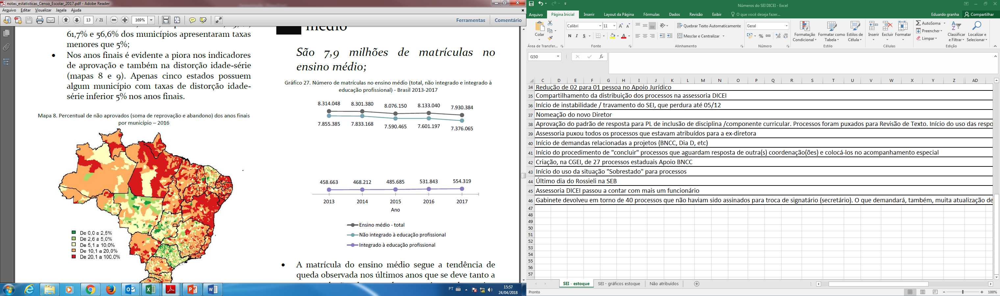 notas_estatisticas_Censo_Escolar_2017.pdf - Adobe Reader
Arquivo Editar Visualizar Janela Ajuda
13 / 21
169%
Ferramentas
Comentário
61,7% e 56,6% dos municípios apresentaram taxas
menores que 5%;
• Nos anos finais é evidente a piora nos indicadores
de aprovação e também na distorção idade-série
(mapas 8 e 9). Apenas cinco estados possuem
algum município com taxas de distorção idade-
série inferior 5% nos anos finais.
Mapa 8. Percentual de não aprovados (soma de reprovação e abandono) dos anos finais
por município – 2016
De 0,0 a 2,5%
De 2,6 a 5,0%
De 5,1 a 10,0%
De 10,1 a 20,0%
De 20,1 a 100,0%
médio
São 7,9 milhões de matrículas no
ensino médio;
Gráfico 27. Número de matrículas no ensino médio (total, não integrado e integrado à
educação profissional) - Brasil 2013-2017
8.314.048 8.301.380 8.076.150 8.133.040 7.930.384
7.855.385 7.833.168 7.590.465 7.601.197 7.376.065
458.663 468.212 485.685 531.843 554.319
2013 2014 2015 2016 2017
Ano
Ensino médio - total
Não integrado à educação profissional
Integrado à educação profissional
• A matrícula do ensino médio segue a tendência de
queda observada nos últimos anos que se deve tanto a
PT
15:57
24/04/2018
Números do SEI DICEI - Excel
Arquivo Página Inicial Inserir Layout da Página Fórmulas Dados Revisão Exibir O que você deseja fazer...
Eduardo granha Compartilhar
Colar
Calibri 11
N I S
Quebrar Texto Automaticamente
Mesclar e Centralizar
Geral
% 000
Formatação
Condicional
Formatar como
Tabela
Estilos de
Célula
Inserir Excluir Formatar
AutoSoma
Preencher
Limpar
Classificar
e Filtrar
Localizar e
Selecionar
Área de Transfer... Fonte Alinhamento Número Estilo Células Edição
G50
fx
C D E F G H I J K L M N O P Q R S T U V W X Y Z AD
34 Redução de 02 para 01 pessoa no Apoio Jurídico
35 Compartilhamento da distribuição dos processos na assessoria DICEI
36 Início de instabilidade / travamento do SEI, que perdura até 05/12
37 Nomeação do novo Diretor
38 Aprovação do padrão de resposta para PL de inclusão de disciplina /componente curricular. Processos foram puxados para Revisão de Texto. Início do uso das respo
39 Assessoria puxou todos os processos que estavam atribuídos para a ex-diretora
40 Início de demandas relacionadas a projetos (BNCC, Dia D, etc)
41 Início do procedimento de "concluir" processos que aguardam resposta de outra(s) coordenação(ões) e colocá-los no acompanhamento especial
42 Criação, na CGEI, de 27 processos estaduais Apoio BNCC
43 Início do uso da situação "Sobrestado" para processos
44 Último dia do Rossieli na SEB
45 Assessoria DICEI passou a contar com mais um funcionário
46 Gabinete devolveu em torno de 40 processos que não haviam sido assinados para troca de signatário (secretário). O que demandará, também, muita atualização de
47
48
49
50
51
52
53
54
55
56
57
SEI - estoque SEI - gráficos estoque Não atribuídos
Pronto
100%